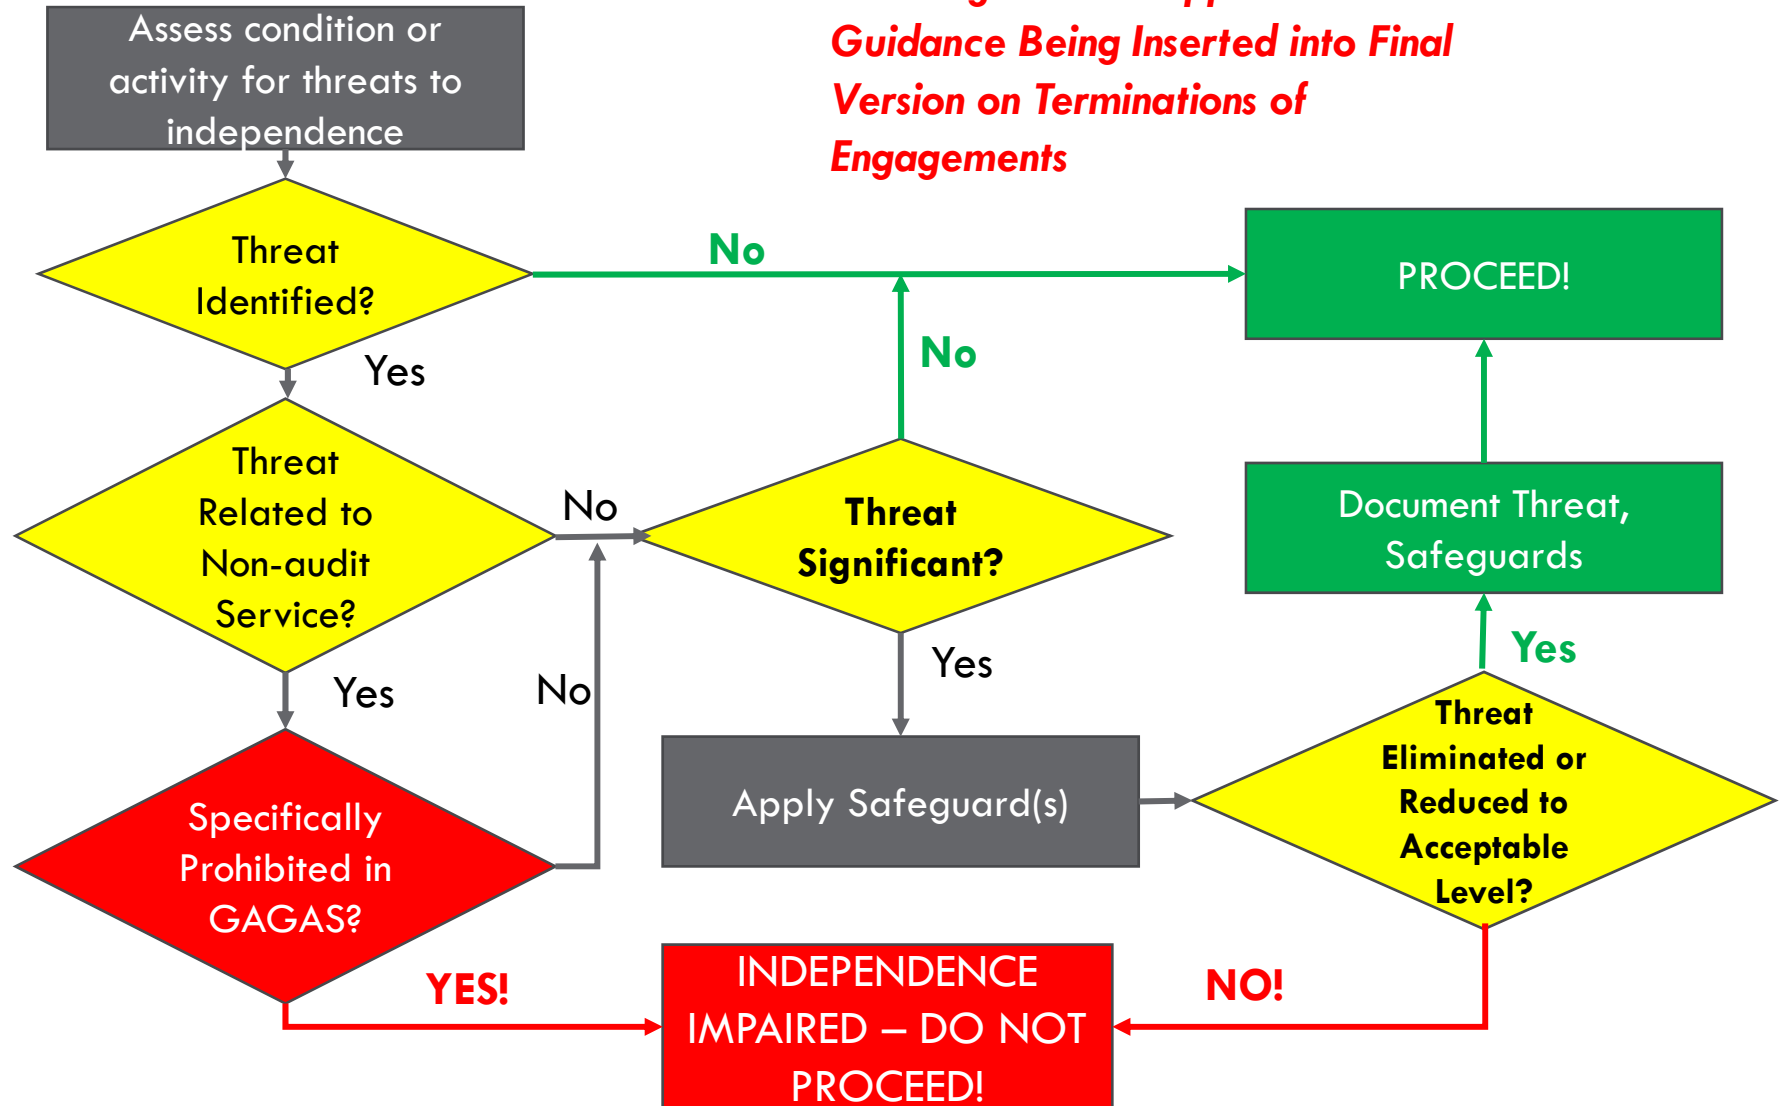 Assess condition or
activity for threats to
independence
Guidance Being Inserted into Final
Version on Terminations of
Engagements
Threat
Identified?
No
PROCEED!
Yes
No
Threat
Related to
Non-audit
Service?
No
Threat
Significant?
Document Threat,
Safeguards
Yes
No
Yes
Yes
Specifically
Prohibited in
GAGAS?
Apply Safeguard(s)
Threat
Eliminated or
Reduced to
Acceptable
Level?
YES!
INDEPENDENCE
IMPAIRED – DO NOT
PROCEED!
NO!